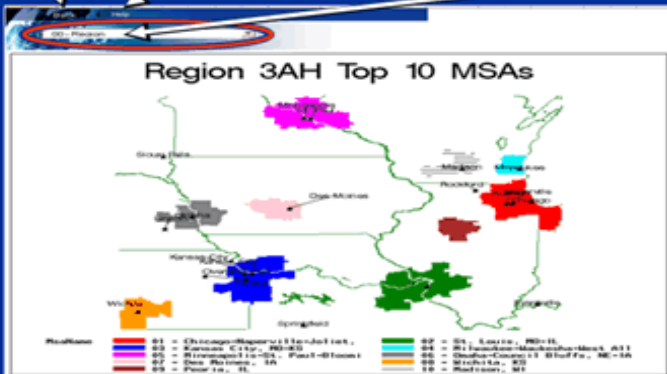 Help
00 - Region
Region 3AH Top 10 MSAs
Sioux Falls
Madison
Milwaukee
Rockford
Chicago
Des Moines
Kansas City
Wichita
Springfield
MsaName
01 - Chicago-Naperville-Joliet,
02 - St. Louis, MO-IL
03 - Kansas City, MO-KS
04 - Milwaukee-Waukesha-West All
05 - Minneapolis-St. Paul-Bloomi
06 - Omaha-Council Bluffs, NE-IA
07 - Des Moines, IA
08 - Wichita, KS
09 - Peoria, IL
10 - Madison, WI